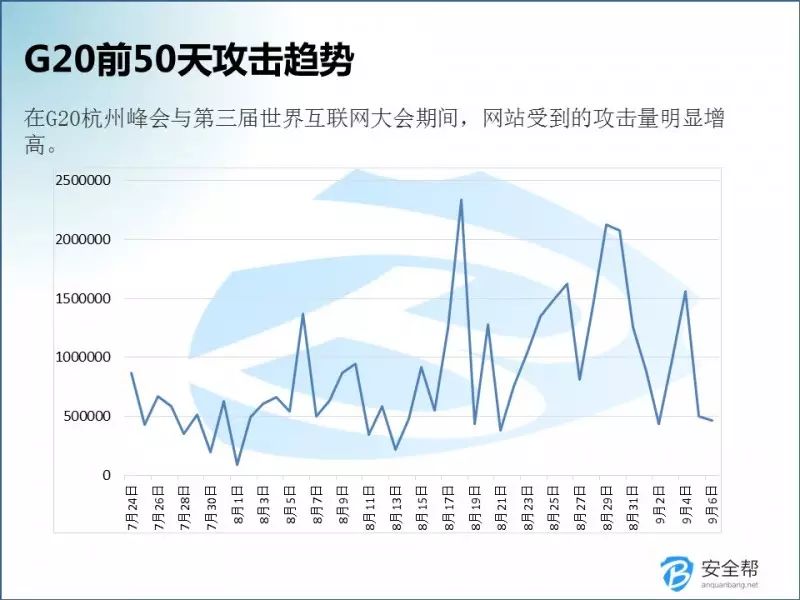 G20前50天攻击趋势
在G20杭州峰会与第三届世界互联网大会期间，网站受到的攻击量明显增
高。
2500000
2000000
1500000
1000000
500000
0
7月24日
7月26日
7月28日
7月30日
8月1日
8月3日
8月5日
8月7日
8月9日
8月11日
8月13日
8月15日
8月17日
8月19日
8月21日
8月23日
8月25日
8月27日
8月29日
8月31日
9月2日
9月4日
9月6日
安全帮
anquanbang.net